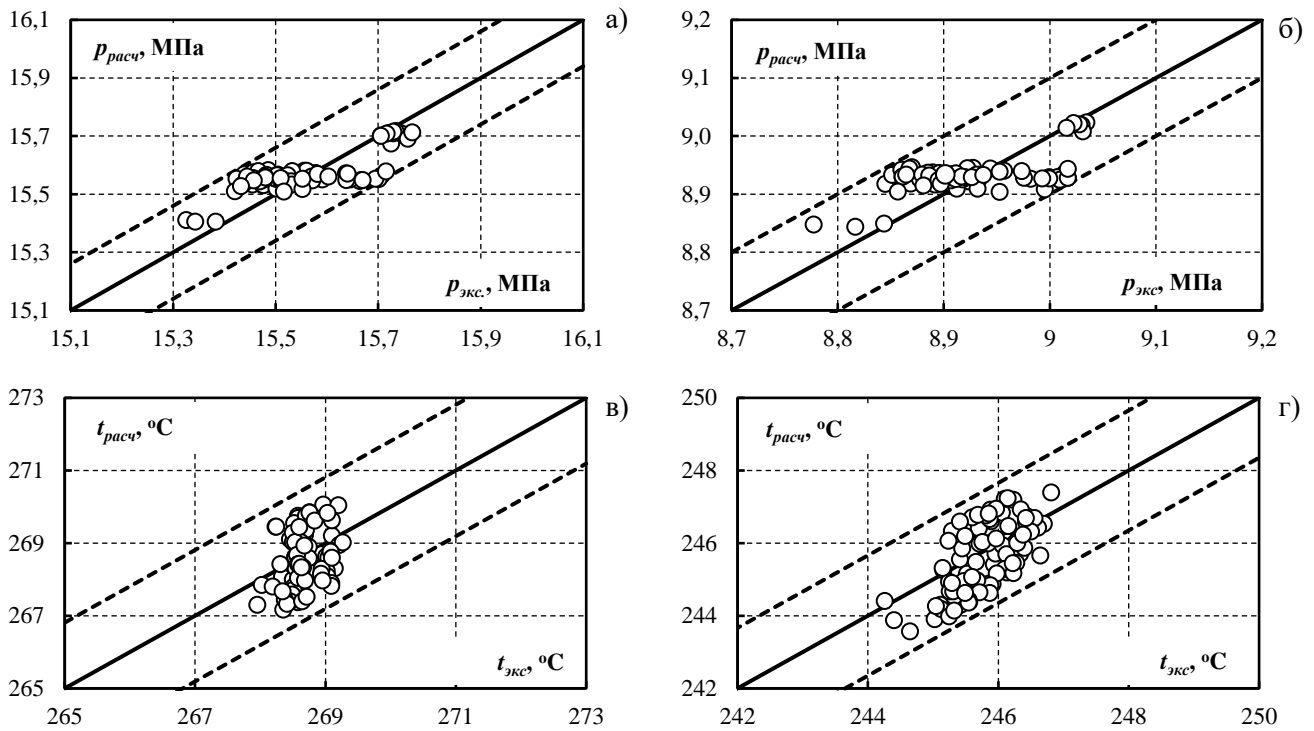 а)
p_расч, МПа
16,1
15,9
15,7
15,5
15,3
15,1
p_экс., МПа
15,1 15,3 15,5 15,7 15,9 16,1
б)
p_расч, МПа
9,2
9,1
9,0
8,9
8,8
8,7
p_экс, МПа
8,7 8,8 8,9 9 9,1 9,2
в)
t_расч, °C
273
271
269
267
265
t_экс, °C
265 267 269 271 273
г)
t_расч, °C
250
248
246
244
242
t_экс, °C
242 244 246 248 250